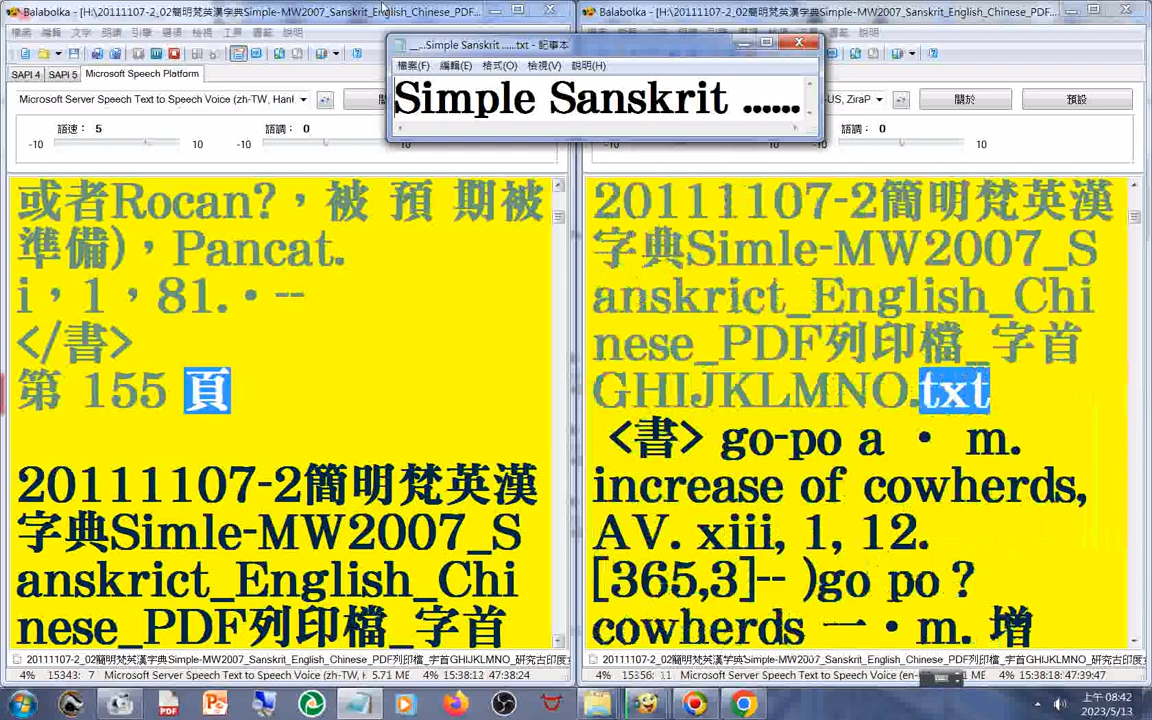 Balabolka - [H:\20111107-2_02簡明梵英漢字典Simple-MW2007_Sanskrit_English_Chinese_PDF...
Balabolka - [H:\20111107-2_02簡明梵英漢字典Simple-MW2007_Sanskrit_English_Chinese_PDF...
__...Simple Sanskrit ......txt - 記事本
檔案(F) 編輯(E) 格式(O) 檢視(V) 說明(H)
Simple Sanskrit ......
SAPI 4 SAPI 5 Microsoft Speech Platform
Microsoft Server Speech Text to Speech Voice (zh-TW, HanH
-US, ZiraP
關於
預設
語速: 5
語調: 0
0
-10 10 -10
10
或者Rocan?，被 預 期被
準備)，Pancat.
i，1，81.•--
</書>
第 155 頁
20111107-2簡明梵英漢
字典Simle-MW2007_S
anskrict_English_Chi
nese_PDF列印檔_字首
20111107-2簡明梵英漢
字典Simle-MW2007_S
anskrict_English_Chi
nese_PDF列印檔_字首
GHIJKLMNO.txt
<書> go-po a • m.
increase of cowherds,
AV. xiii, 1, 12.
[365,3]-- )go po？
cowherds 一•m. 增
20111107-2_02簡明梵英漢字典Simple-MW2007_Sanskrit_English_Chinese_PDF列印檔_字首GHIJKLMNO_研究古印度
20111107-2_02簡明梵英漢字典Simple-MW2007_Sanskrit_English_Chinese_PDF列印檔_字首GHIJKLMNO_研究古印度
4% 15343: 7 Microsoft Server Speech Text to Speech Voice (zh-TW, H 5.71 ME 4% 15:38:12 47:38:24
4% 15356: 11 Microsoft Server Speech Text to Speech Voice 4% 15:38:13 47:39:47
上午 08:42
2023/5/13